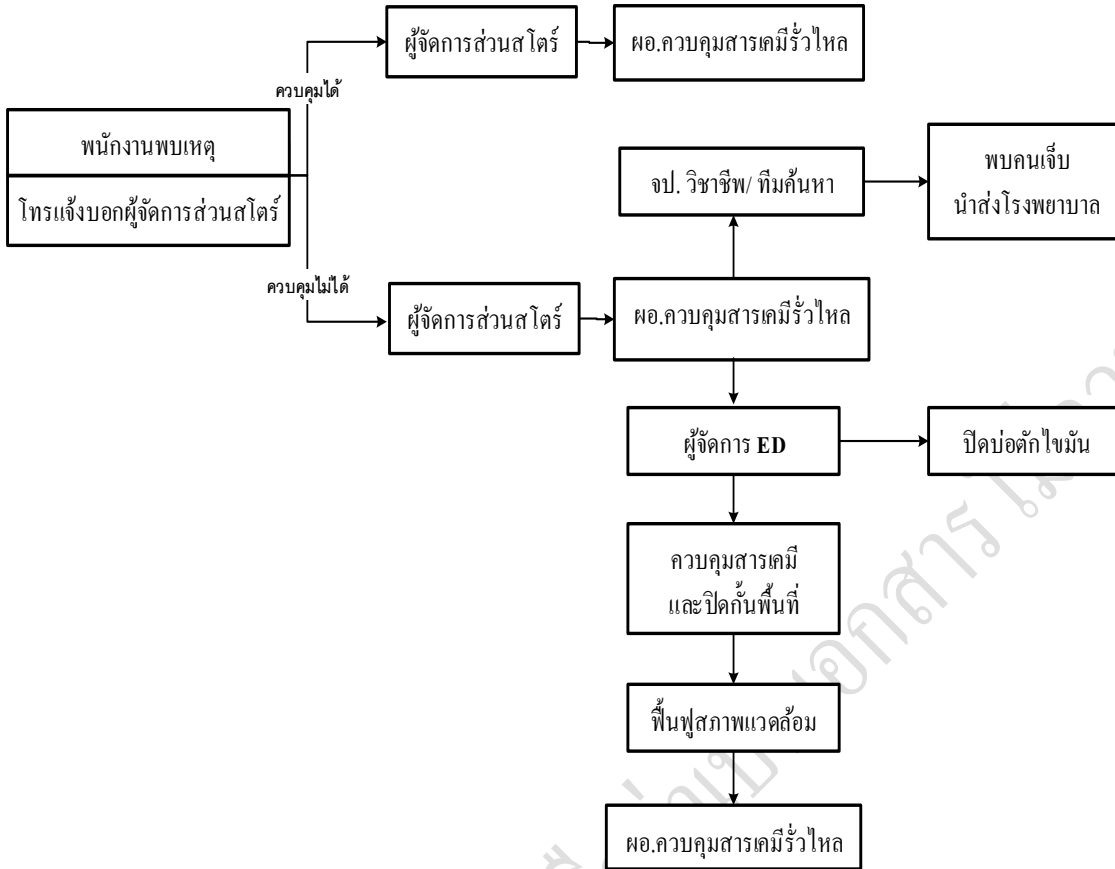 ผู้จัดการส่วนสโตร์
ผอ.ควบคุมสารเคมีรั่วไหล
ควบคุมได้
พนักงานพบเหตุ
โทรแจ้งบอกผู้จัดการส่วนสโตร์
จป. วิชาชีพ/ ทีมค้นหา
พบคนเจ็บ
นำส่งโรงพยาบาล
ควบคุมไม่ได้
ผู้จัดการส่วนสโตร์
ผอ.ควบคุมสารเคมีรั่วไหล
ผู้จัดการ ED
ปิดบ่อดักไขมัน
ควบคุมสารเคมี
และปิดกั้นพื้นที่
ฟื้นฟูสภาพแวดล้อม
ผอ.ควบคุมสารเคมีรั่วไหล